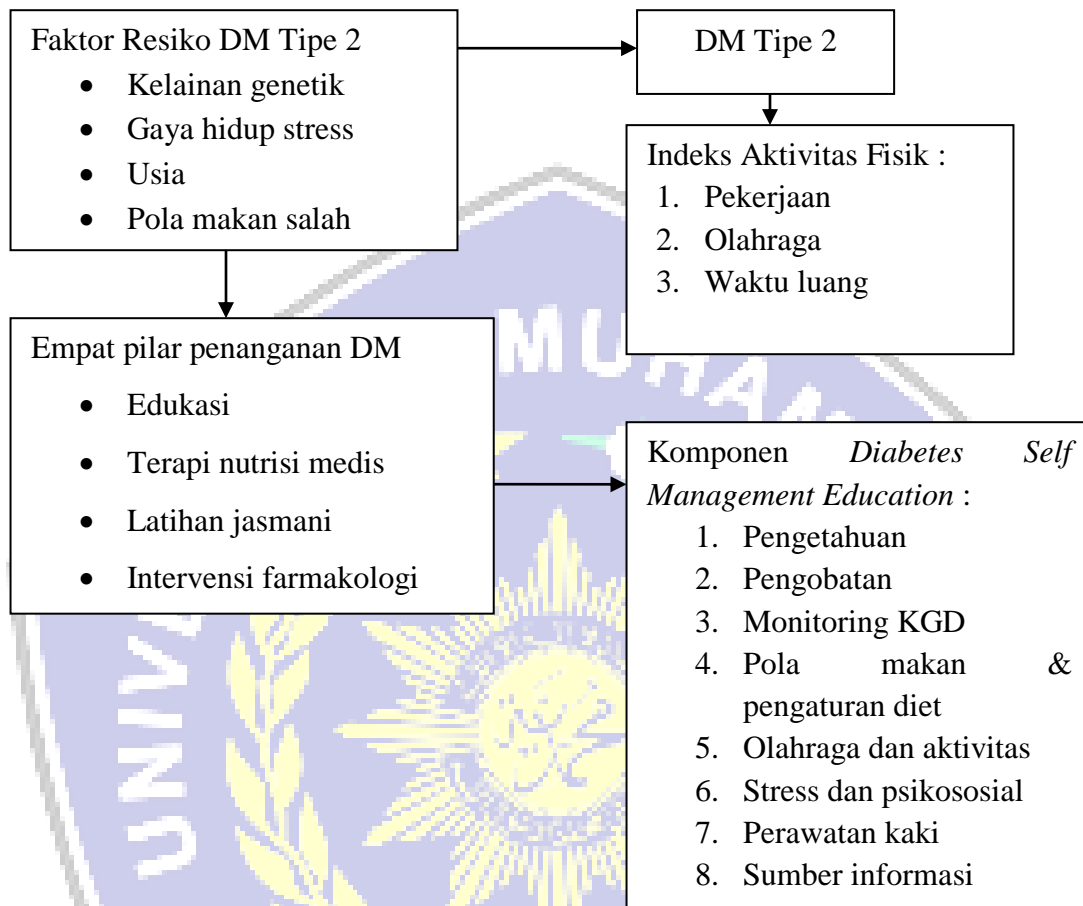 Faktor Resiko DM Tipe 2
• Kelainan genetik
• Gaya hidup stress
• Usia
• Pola makan salah
DM Tipe 2
Indeks Aktivitas Fisik :
1. Pekerjaan
2. Olahraga
3. Waktu luang
Empat pilar penanganan DM
• Edukasi
• Terapi nutrisi medis
• Latihan jasmani
• Intervensi farmakologi
Komponen Diabetes Self
Management Education :
1. Pengetahuan
2. Pengobatan
3. Monitoring KGD
4. Pola makan &
pengaturan diet
5. Olahraga dan aktivitas
6. Stress dan psikososial
7. Perawatan kaki
8. Sumber informasi